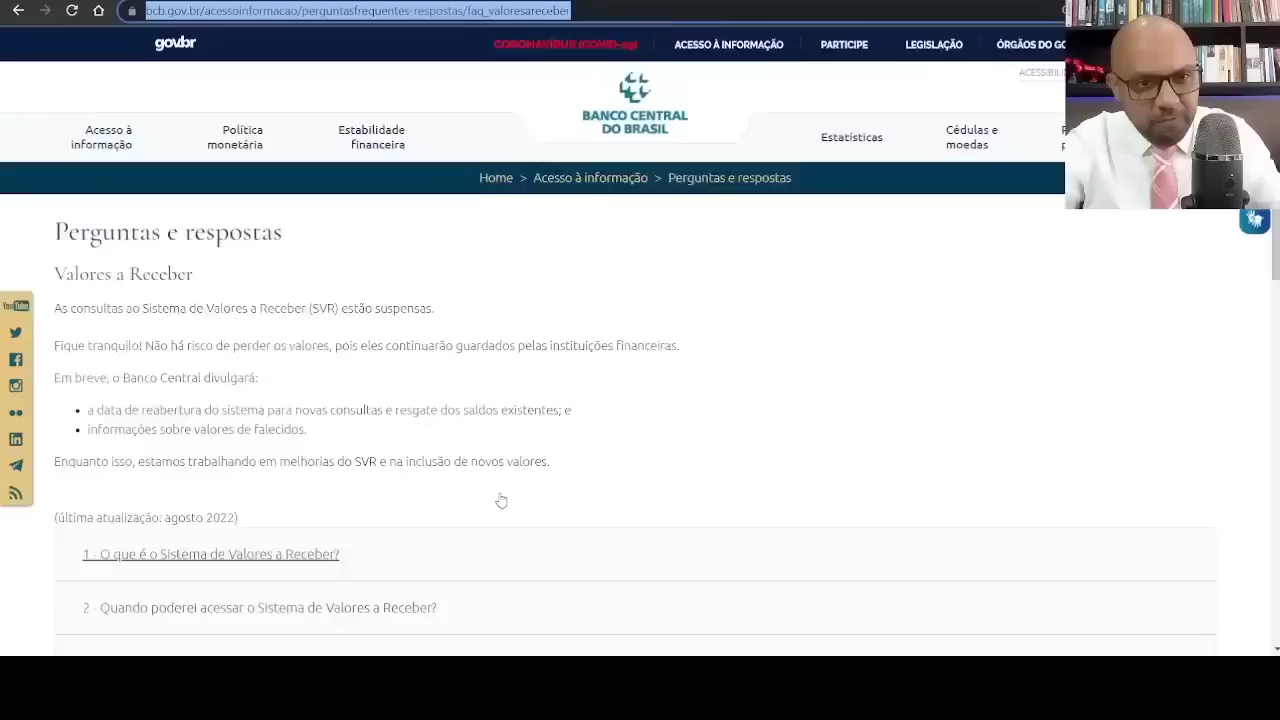 bcb.gov.br/acessoinformacao/perguntasfrequentes-respostas/faq_valoresareceber
govbr
CORONAVÍRUS (COVID-19)
ACESSO À INFORMAÇÃO
PARTICIPE
LEGISLAÇÃO
ÓRGÃOS DO GO
ACESSIBILI
BANCO CENTRAL
DO BRASIL
Acesso à
informação
Política
monetária
Estabilidade
financeira
Estatísticas
Cédulas e
moedas
Home > Acesso à informação > Perguntas e respostas
Perguntas e respostas
Valores a Receber
As consultas ao Sistema de Valores a Receber (SVR) estão suspensas.
Fique tranquilo! Não há risco de perder os valores, pois eles continuarão guardados pelas instituições financeiras.
Em breve, o Banco Central divulgará:
• a data de reabertura do sistema para novas consultas e resgate dos saldos existentes; e
• informações sobre valores de falecidos.
Enquanto isso, estamos trabalhando em melhorias do SVR e na inclusão de novos valores.
(última atualização: agosto 2022)
1 - O que é o Sistema de Valores a Receber?
2 - Quando poderei acessar o Sistema de Valores a Receber?
YouTube